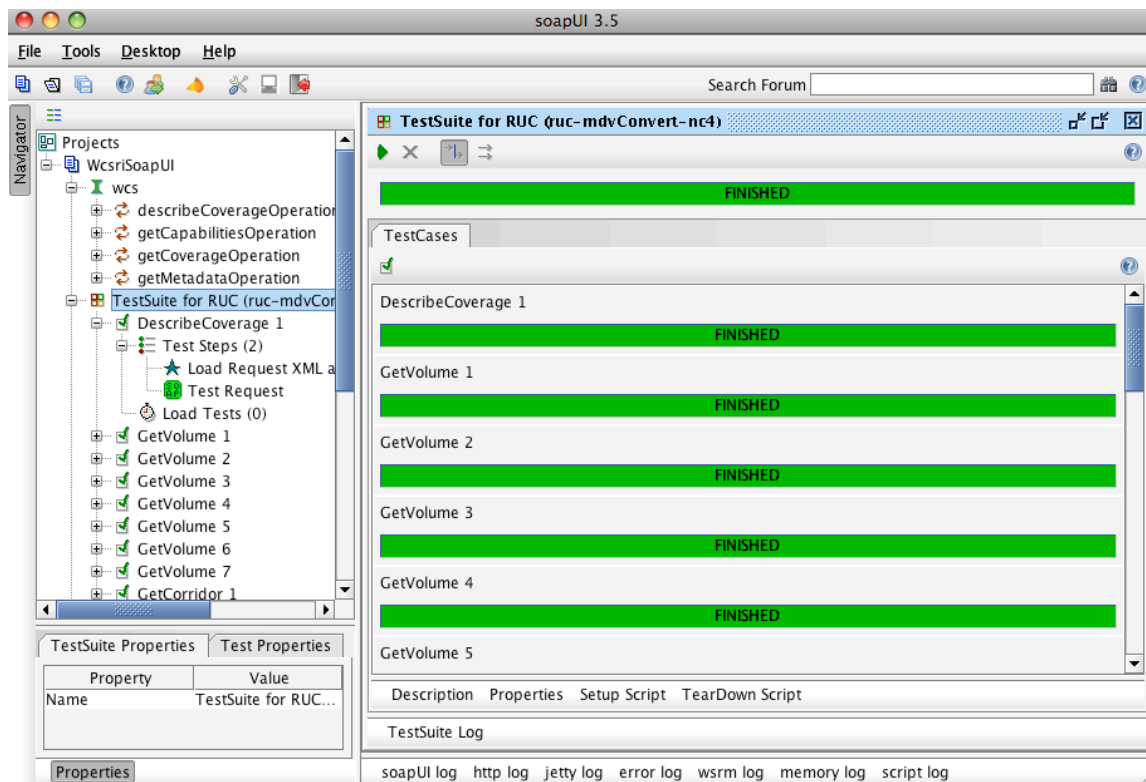 soapUI 3.5
File Tools Desktop Help
Search Forum
Navigator
Projects
WcsriSoapUI
wcs
describeCoverageOperation
getCapabilitiesOperation
getCoverageOperation
getMetadataOperation
TestSuite for RUC (ruc-mdvCor
DescribeCoverage 1
Test Steps (2)
Load Request XML a
Test Request
Load Tests (0)
GetVolume 1
GetVolume 2
GetVolume 3
GetVolume 4
GetVolume 5
GetVolume 6
GetVolume 7
GetCorridor 1
TestSuite Properties Test Properties
Property Value
Name TestSuite for RUC...
Properties
TestSuite for RUC (ruc-mdvConvert-nc4)
FINISHED
TestCases
DescribeCoverage 1
FINISHED
GetVolume 1
FINISHED
GetVolume 2
FINISHED
GetVolume 3
FINISHED
GetVolume 4
FINISHED
GetVolume 5
Description Properties Setup Script TearDown Script
TestSuite Log
soapUI log http log jetty log error log wsrm log memory log script log